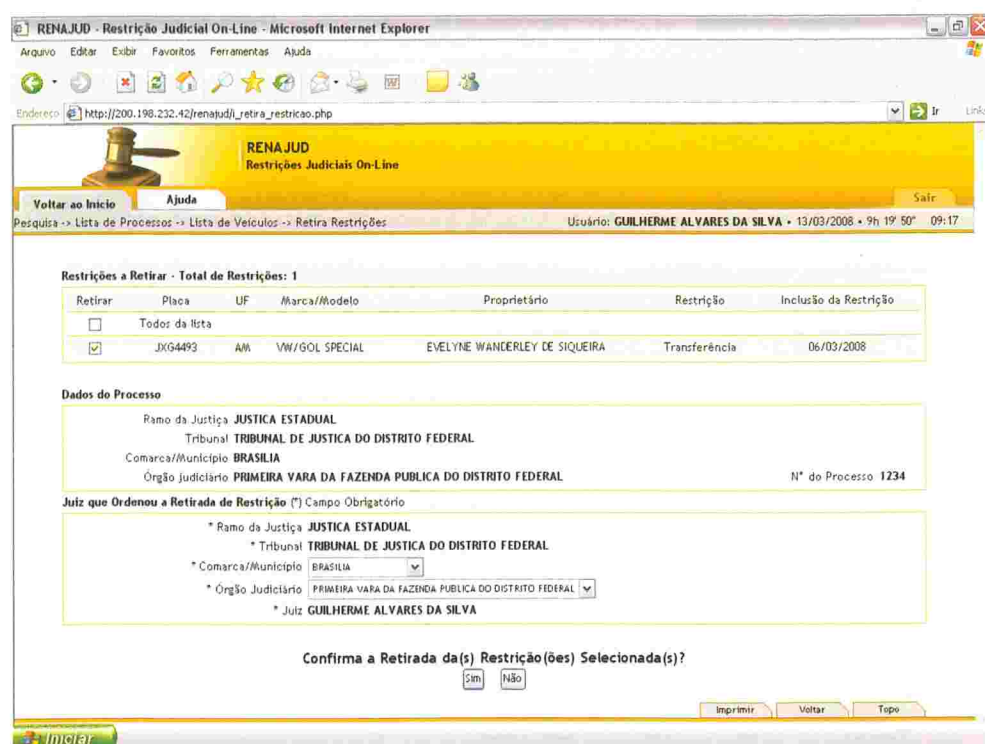 RENAJUD - Restrição Judicial On-Line - Microsoft Internet Explorer
Arquivo Editar Exibir Favoritos Ferramentas Ajuda
Endereço http://200.198.232.42/renajud/i_retira_restricao.php Ir Links
RENAJUD
Restrições Judiciais On-Line
Voltar ao Início Ajuda Sair
Pesquisa -> Lista de Processos -> Lista de Veículos -> Retira Restrições Usuário: GUILHERME ALVARES DA SILVA • 13/03/2008 • 9h 19' 50" 09:17
Restrições a Retirar - Total de Restrições: 1
Retirar Placa UF Marca/Modelo Proprietário Restrição Inclusão da Restrição
Todos da lista
JXG4493 AM VW/GOL SPECIAL EVELYNE WANDERLEY DE SIQUEIRA Transferência 06/03/2008
Dados do Processo
Ramo da Justiça JUSTICA ESTADUAL
Tribunal TRIBUNAL DE JUSTICA DO DISTRITO FEDERAL
Comarca/Município BRASILIA
Órgão judiciário PRIMEIRA VARA DA FAZENDA PUBLICA DO DISTRITO FEDERAL N° do Processo 1234
Juiz que Ordenou a Retirada de Restrição (*) Campo Obrigatório
* Ramo da Justiça JUSTICA ESTADUAL
* Tribunal TRIBUNAL DE JUSTICA DO DISTRITO FEDERAL
* Comarca/Município BRASILIA
* Órgão Judiciário PRIMEIRA VARA DA FAZENDA PUBLICA DO DISTRITO FEDERAL
* Juiz GUILHERME ALVARES DA SILVA
Confirma a Retirada da(s) Restrição(ões) Selecionada(s)?
Sim Não
Imprimir Voltar Topo
Iniciar